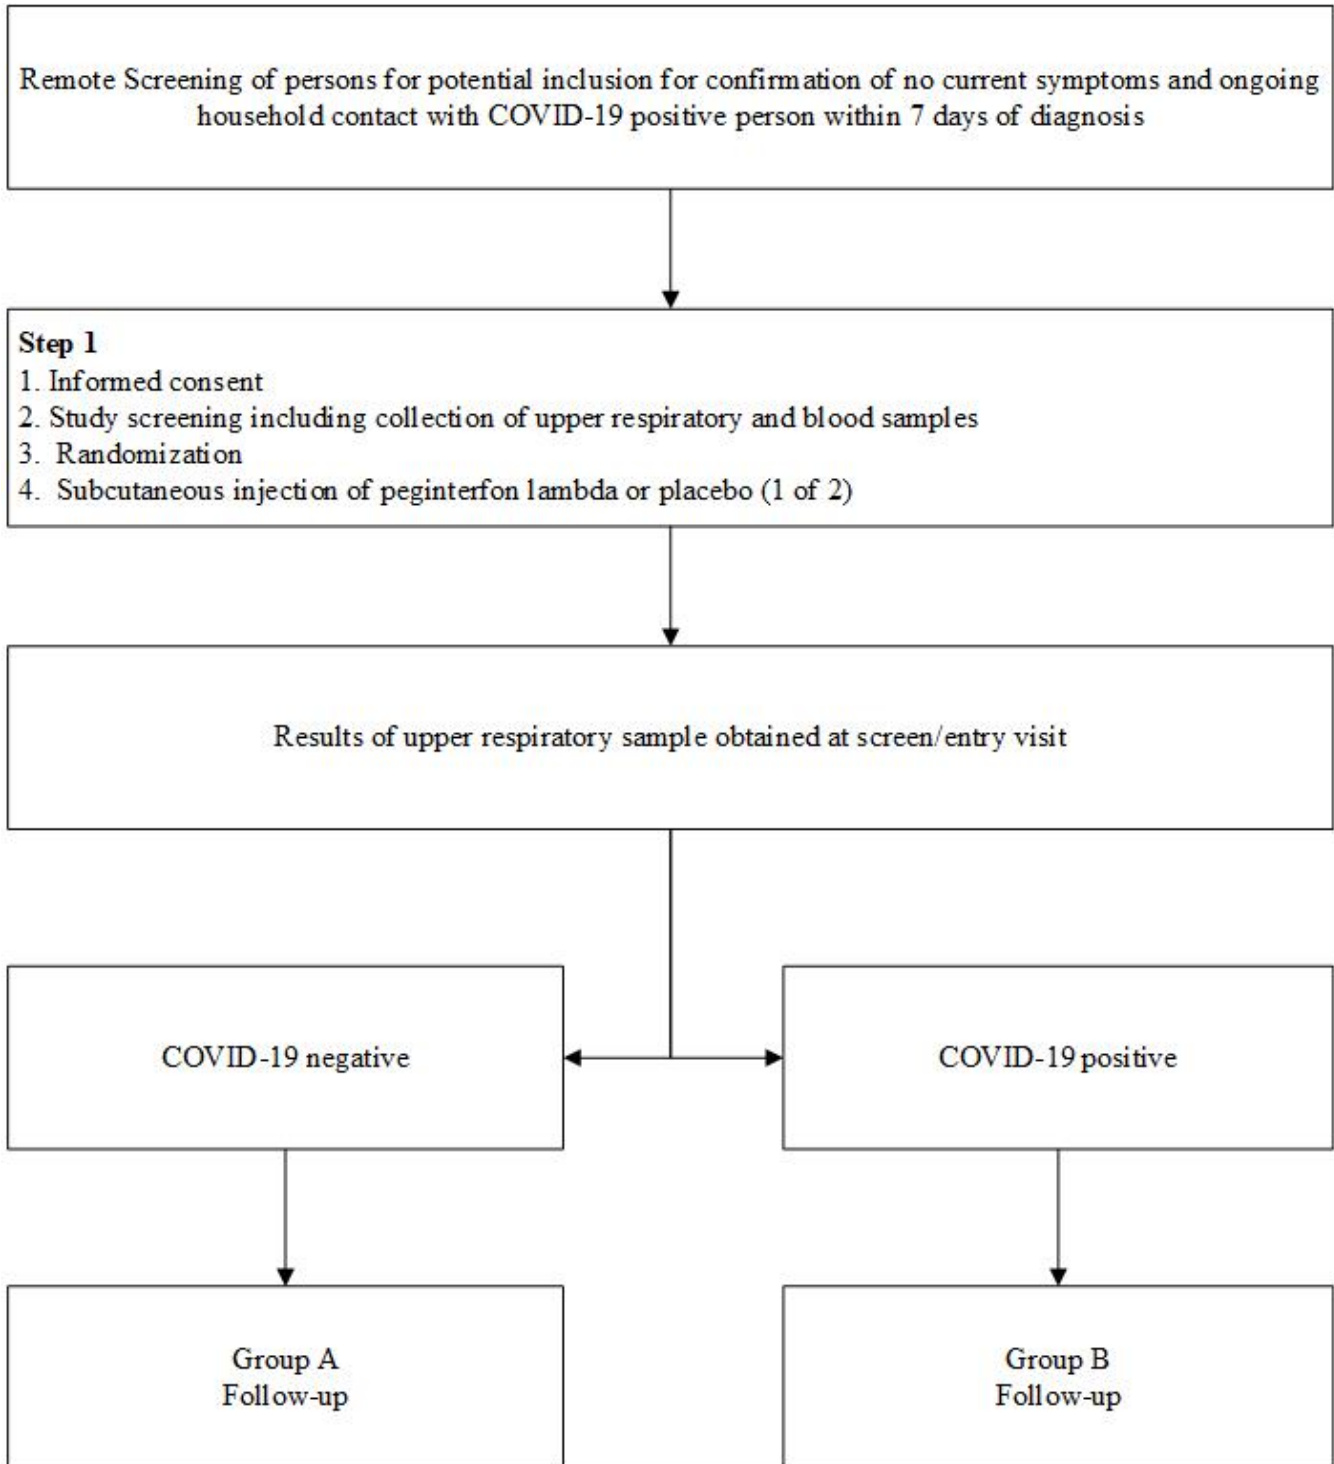 Remote Screening of persons for potential inclusion for confirmation of no current symptoms and ongoing
household contact with COVID-19 positive person within 7 days of diagnosis
Step 1
1. Informed consent
2. Study screening including collection of upper respiratory and blood samples
3. Randomization
4. Subcutaneous injection of peginterfon lambda or placebo (1 of 2)
Results of upper respiratory sample obtained at screen/entry visit
COVID-19 negative
COVID-19 positive
Group A
Follow-up
Group B
Follow-up